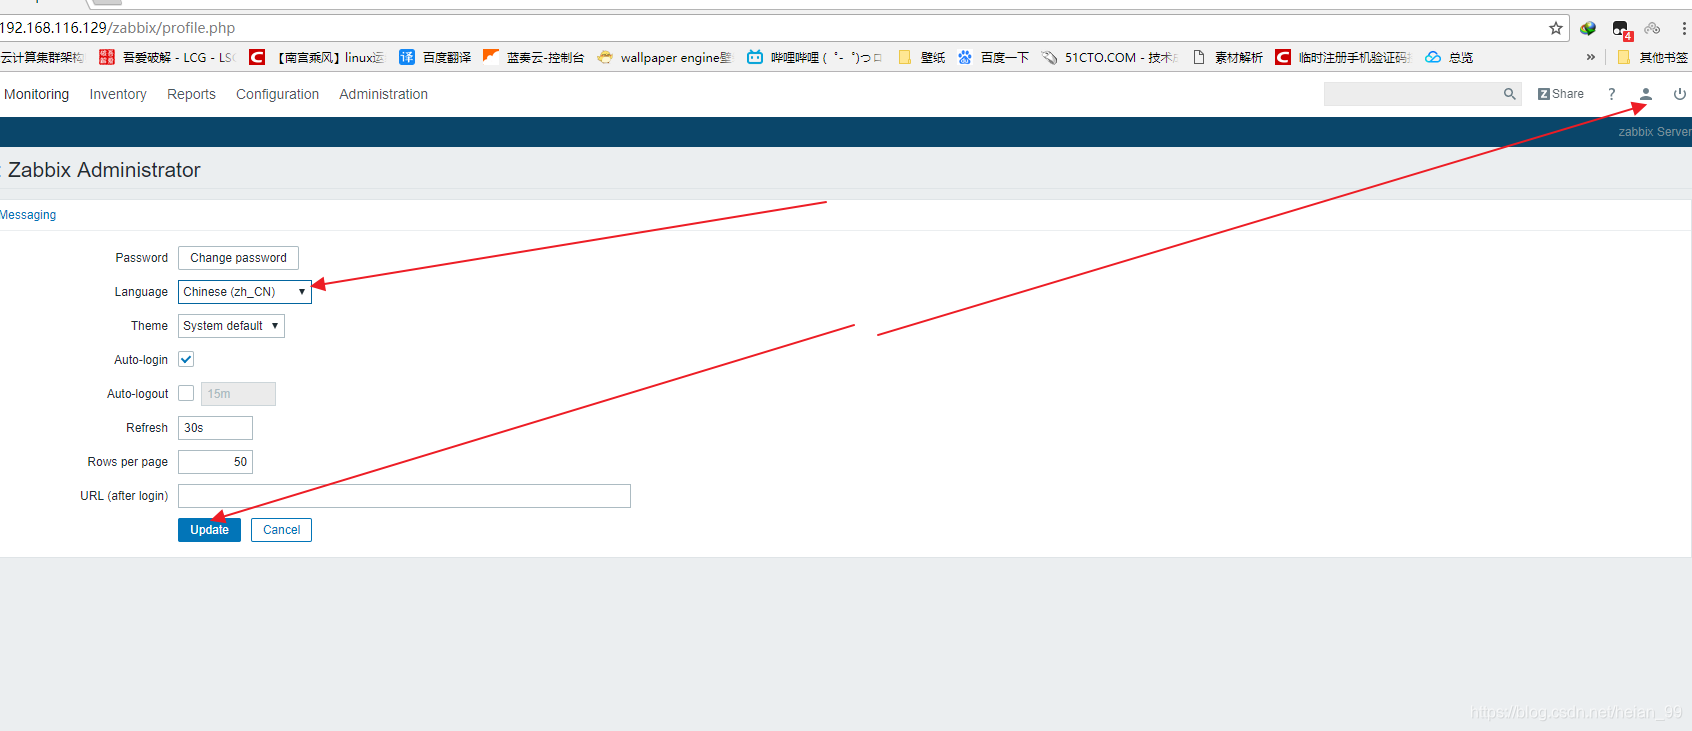 192.168.116.129/zabbix/profile.php
4
云计算集群架构 吾爱破解 - LCG - LS 【南宫乘风】linux运 百度翻译 蓝奏云-控制台 wallpaper engine壁 哔哩哔哩 ( ゜- ゜)つロ 壁纸 百度一下 51CTO.COM - 技术成 素材解析 临时注册手机验证码接 总览 » 其他书签
Monitoring Inventory Reports Configuration Administration Share ?
zabbix Server
: Zabbix Administrator
Messaging
Password Change password
Language Chinese (zh_CN)
Theme System default
Auto-login
Auto-logout 15m
Refresh 30s
Rows per page 50
URL (after login)
Update Cancel
https://blog.csdn.net/heian_99